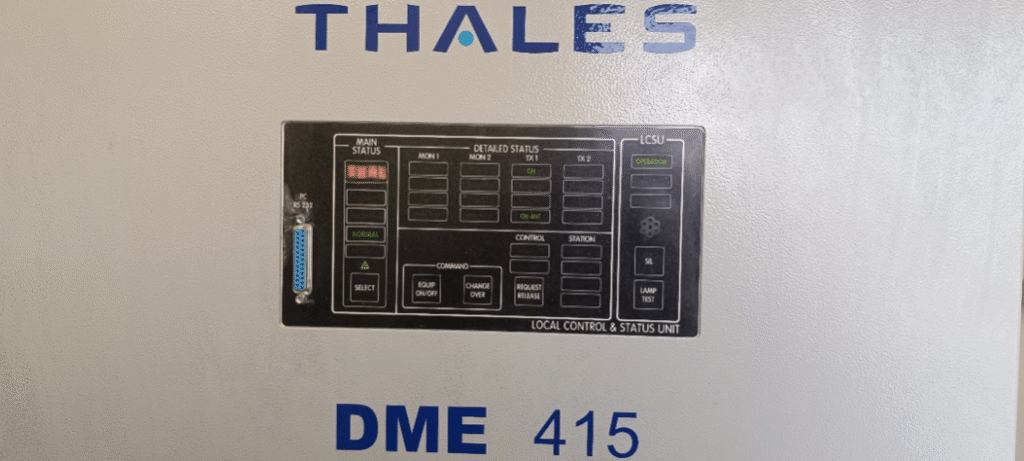 THALES
MAIN STATUS
DETAILED STATUS
LCSU
MON 1 MON 2 TX 1 TX 2
ON
OPERATION
PC
RS 232
ON ANT
NORMAL
CONTROL STATION
COMMAND
SELECT
EQUIP ON/OFF
CHANGE OVER
REQUEST RELEASE
SIL
LAMP TEST
LOCAL CONTROL & STATUS UNIT
DME 415